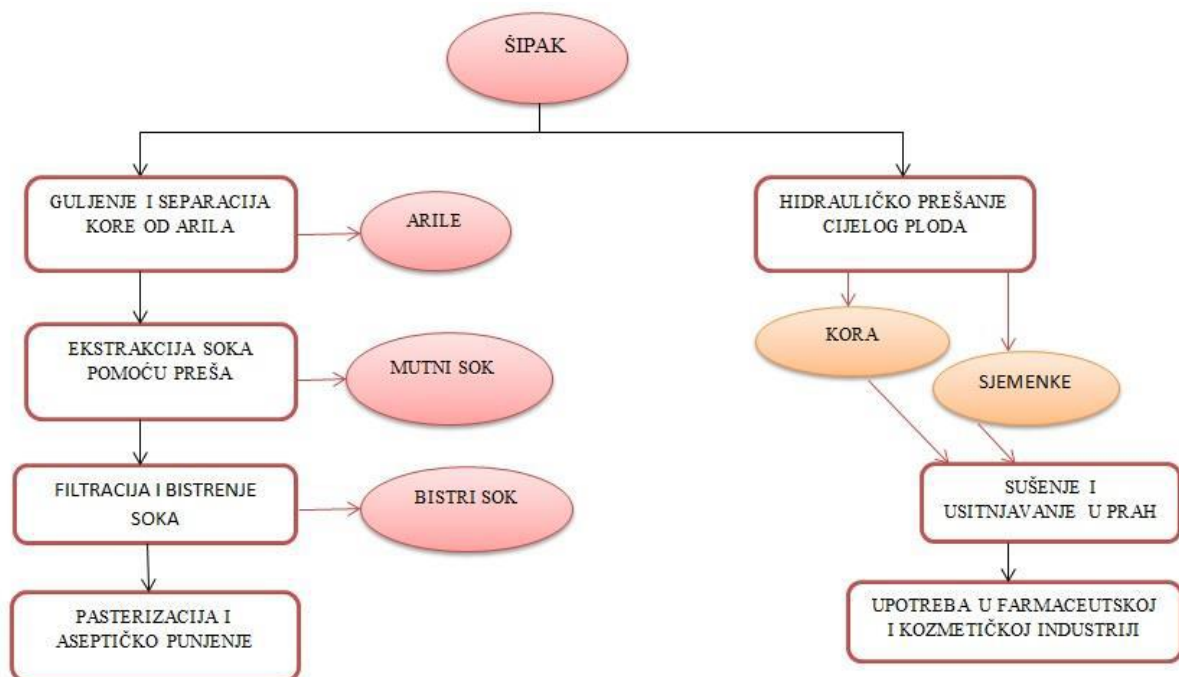 ŠIPAK
GULJENJE I SEPARACIJA
KORE OD ARILA
ARILE
EKSTRAKCIJA SOKA
POMOĆU PREŠA
MUTNI SOK
FILTRACIJA I BISTRENJE
SOKA
BISTRI SOK
PASTERIZACIJA I
ASEPTIČKO PUNJENJE
HIDRAULIČKO PREŠANJE
CIJELOG PLODA
KORA
SJEMENKE
SUŠENJE I
USITNJAVANJE U PRAH
UPOTREBA U FARMACEUTSKOJ
I KOZMETIČKOJ INDUSTRIJI